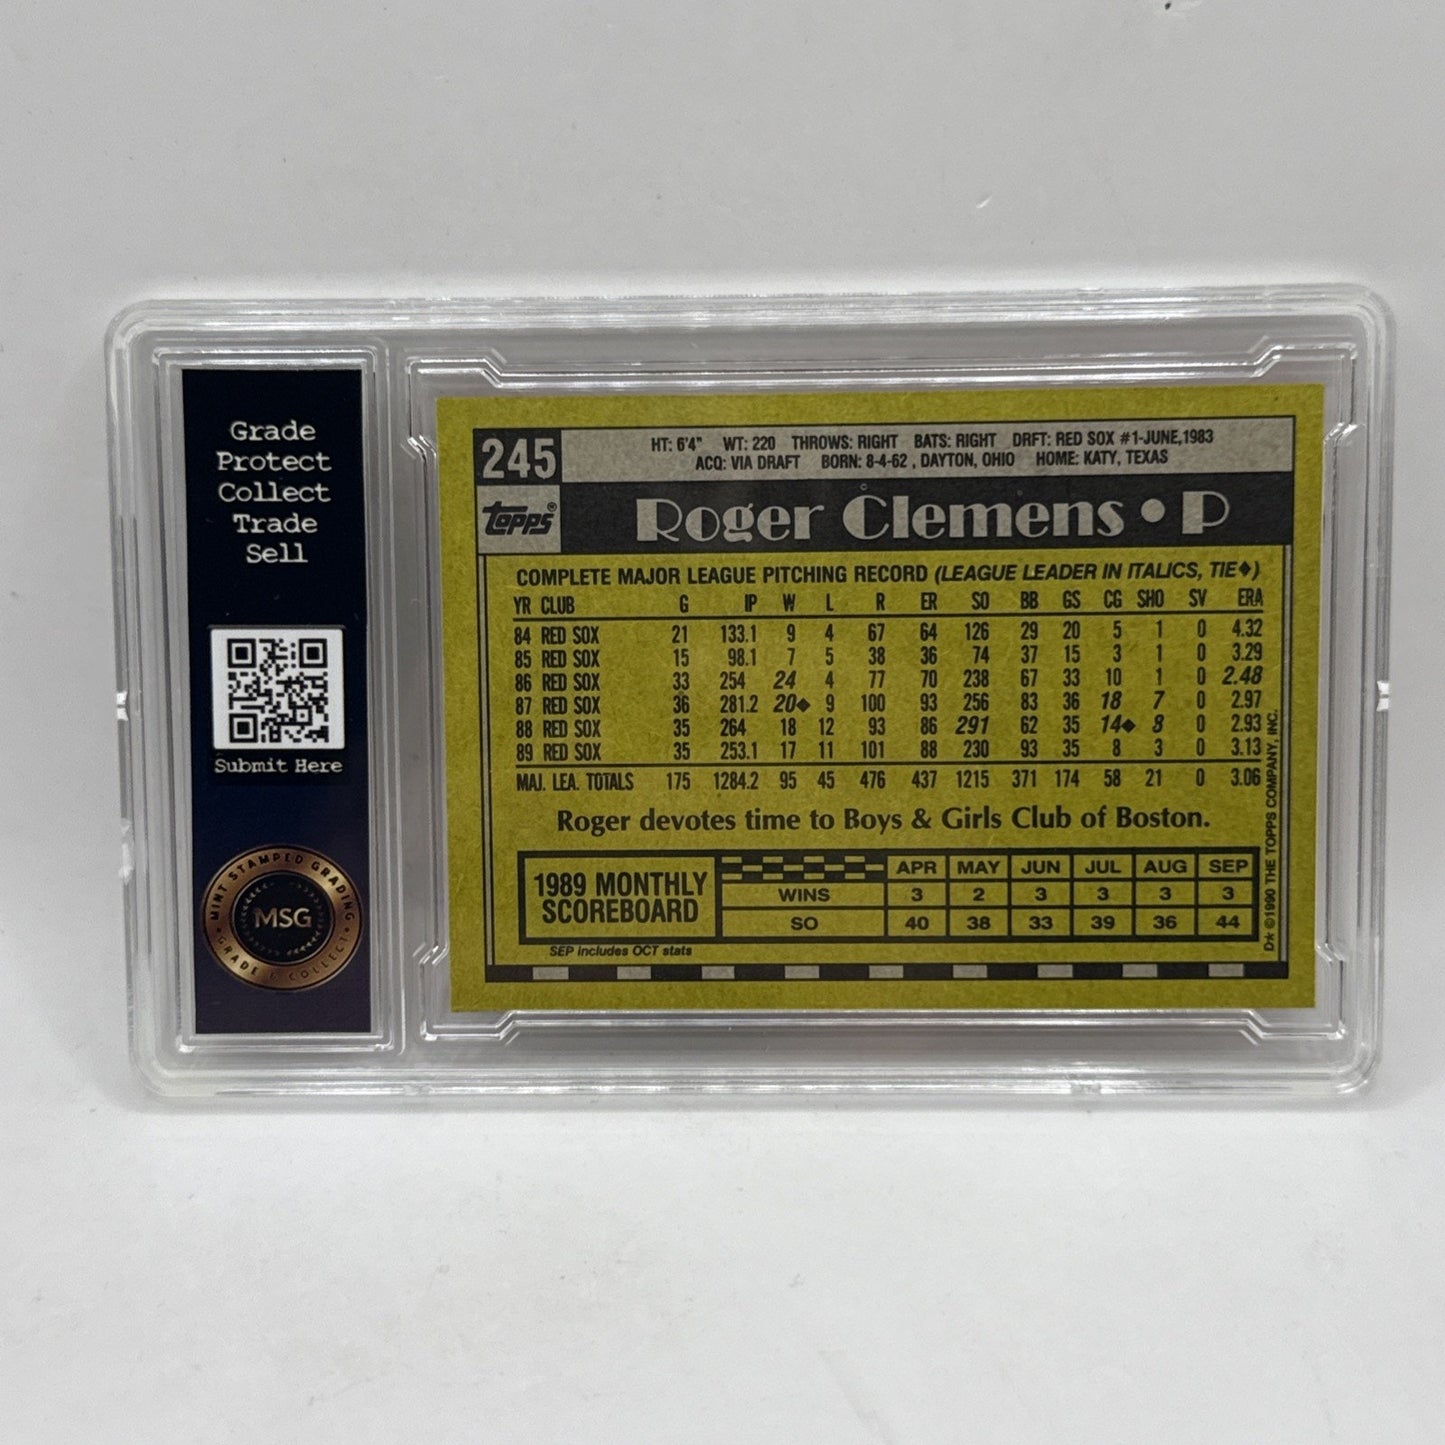 Grade
Protect
Collect
Trade
Sell
Submit Here
MINT STAMPED GRADING
MSG
GRADE & COLLECT
245
HT: 6'4" WT: 220 THROWS: RIGHT BATS: RIGHT DRFT: RED SOX #1-JUNE,1983
ACQ: VIA DRAFT BORN: 8-4-62 , DAYTON, OHIO HOME: KATY, TEXAS
topps®
Roger Clemens • P
COMPLETE MAJOR LEAGUE PITCHING RECORD (LEAGUE LEADER IN ITALICS, TIE♦)
YR CLUB G IP W L R ER SO BB GS CG SHO SV ERA
84 RED SOX 21 133.1 9 4 67 64 126 29 20 5 1 0 4.32
85 RED SOX 15 98.1 7 5 38 36 74 37 15 3 1 0 3.29
86 RED SOX 33 254 24 4 77 70 238 67 33 10 1 0 2.48
87 RED SOX 36 281.2 20♦ 9 100 93 256 83 36 18 7 0 2.97
88 RED SOX 35 264 18 12 93 86 291 62 35 14♦ 8 0 2.93
89 RED SOX 35 253.1 17 11 101 88 230 93 35 8 3 0 3.13
MAJ. LEA. TOTALS 175 1284.2 95 45 476 437 1215 371 174 58 21 0 3.06
Roger devotes time to Boys & Girls Club of Boston.
1989 MONTHLY
SCOREBOARD
APR MAY JUN JUL AUG SEP
WINS 3 2 3 3 3 3
SO 40 38 33 39 36 44
SEP includes OCT stats
D★ ©1990 THE TOPPS COMPANY, INC.